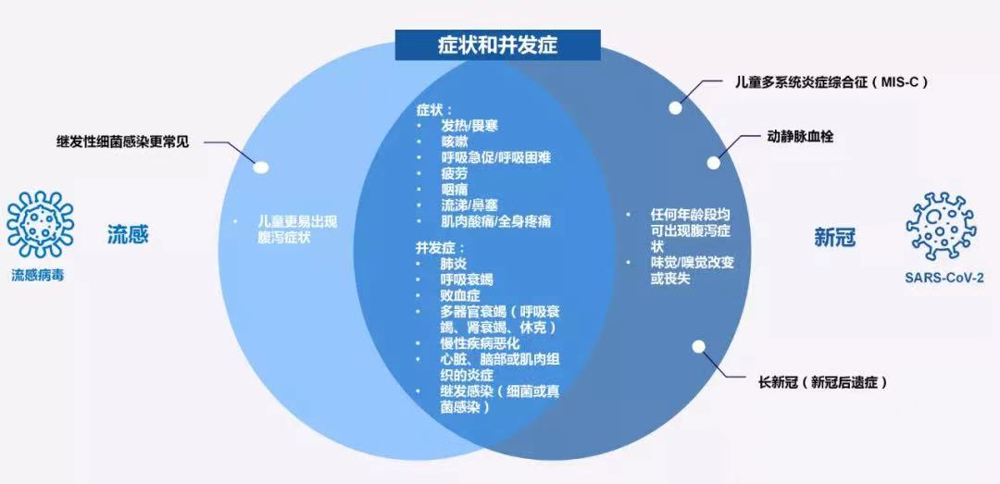 症状和并发症
继发性细菌感染更常见
流感
流感病毒
• 儿童更易出现
腹泻症状
症状：
• 发热/畏寒
• 咳嗽
• 呼吸急促/呼吸困难
• 疲劳
• 咽痛
• 流涕/鼻塞
• 肌肉酸痛/全身疼痛
并发症：
• 肺炎
• 呼吸衰竭
• 败血症
• 多器官衰竭（呼吸衰
竭、肾衰竭、休克）
• 慢性疾病恶化
• 心脏、脑部或肌肉组
织的炎症
• 继发感染（细菌或真
菌感染）
• 任何年龄段均
可出现腹泻症
状
• 味觉/嗅觉改变
或丧失
儿童多系统炎症综合征（MIS-C）
动静脉血栓
新冠
SARS-CoV-2
长新冠（新冠后遗症）